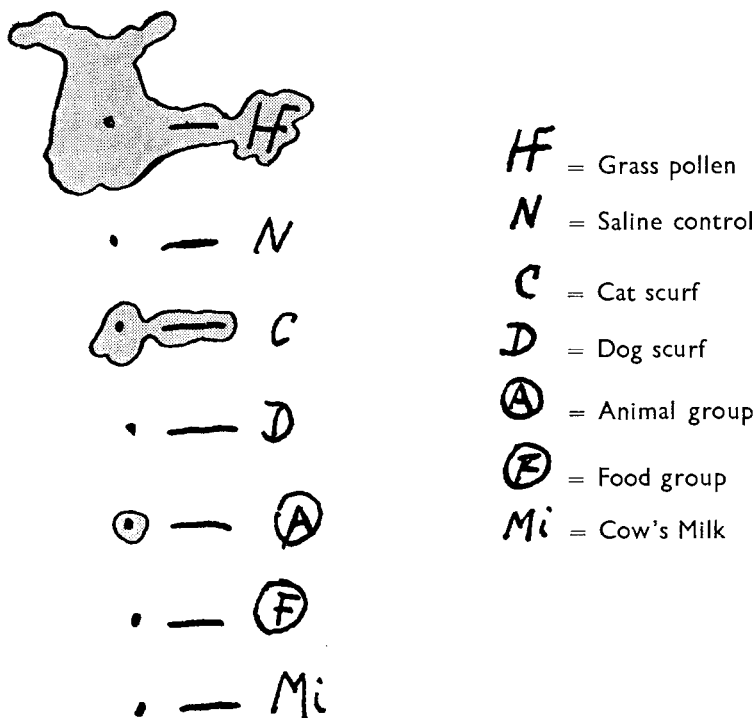 HF
— N
— C
— D
— Ⓐ
— Ⓕ
— Mi
HF = Grass pollen
N = Saline control
C = Cat scurf
D = Dog scurf
Ⓐ = Animal group
Ⓕ = Food group
Mi = Cow's Milk